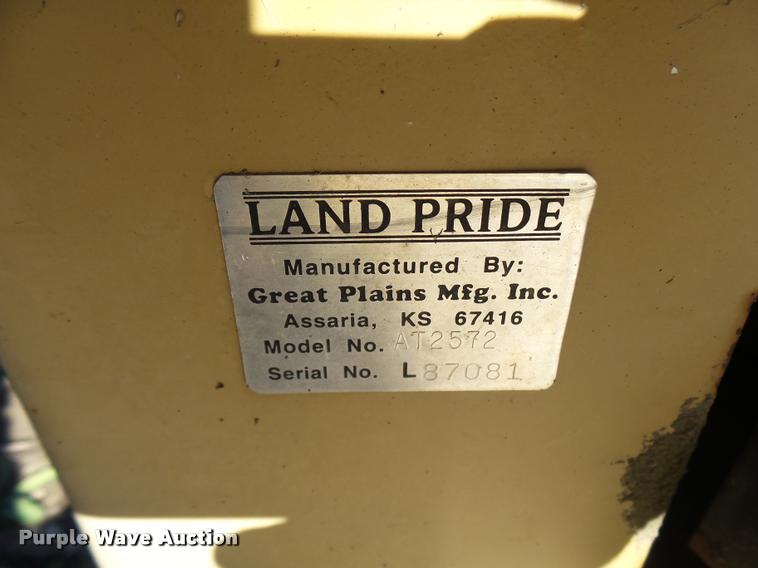 LAND PRIDE
Manufactured By:
Great Plains Mfg. Inc.
Assaria, KS 67416
Model No. AT2572
Serial No. L87081
Purple Wave Auction